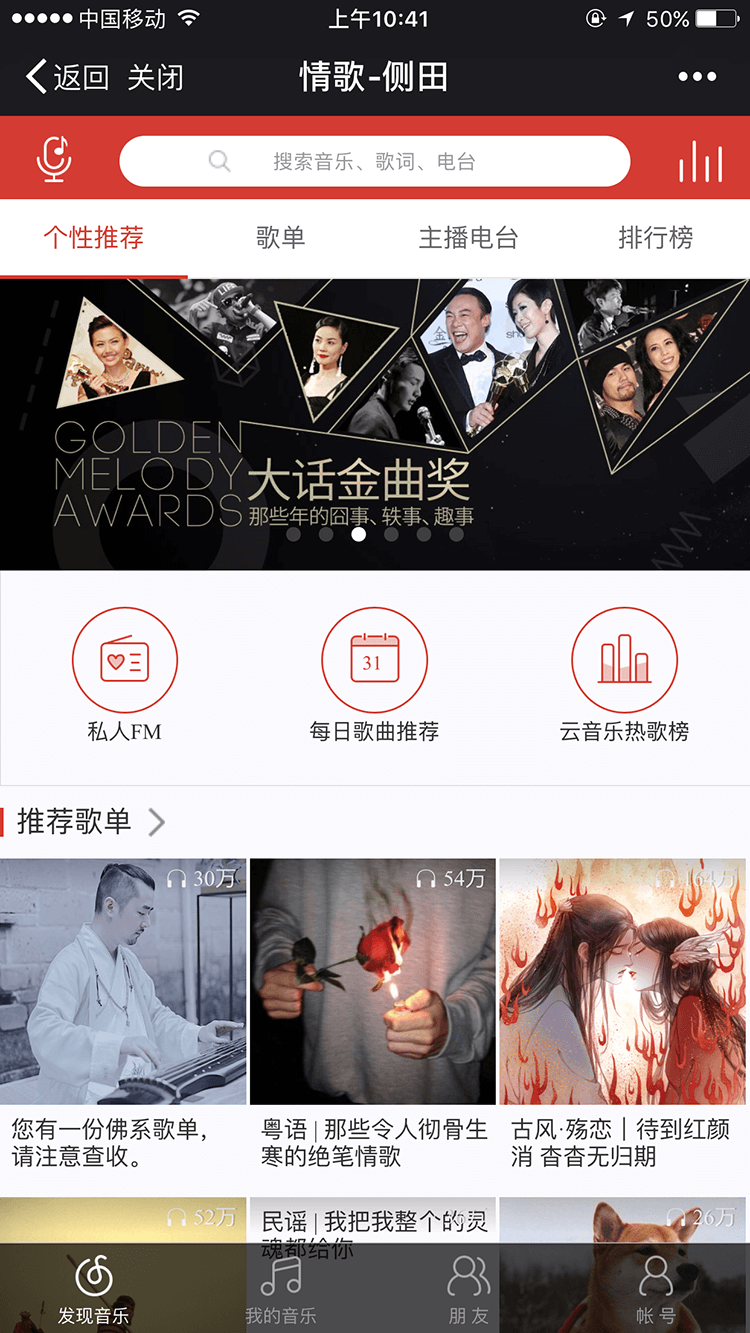 中国移动
上午10:41
50%
返回 关闭
情歌-侧田
搜索音乐、歌词、电台
个性推荐
歌单
主播电台
排行榜
GOLDEN
MELODY
AWARDS
大话金曲奖
那些年的囧事、轶事、趣事
31
私人FM
每日歌曲推荐
云音乐热歌榜
推荐歌单
30万
54万
164万
您有一份佛系歌单，
请注意查收。
粤语 | 那些令人彻骨生
寒的绝笔情歌
古风·殇恋｜待到红颜
消 杳杳无归期
52万
民谣 | 我把我整个的灵
魂都给你
26万
发现音乐
我的音乐
朋友
帐号